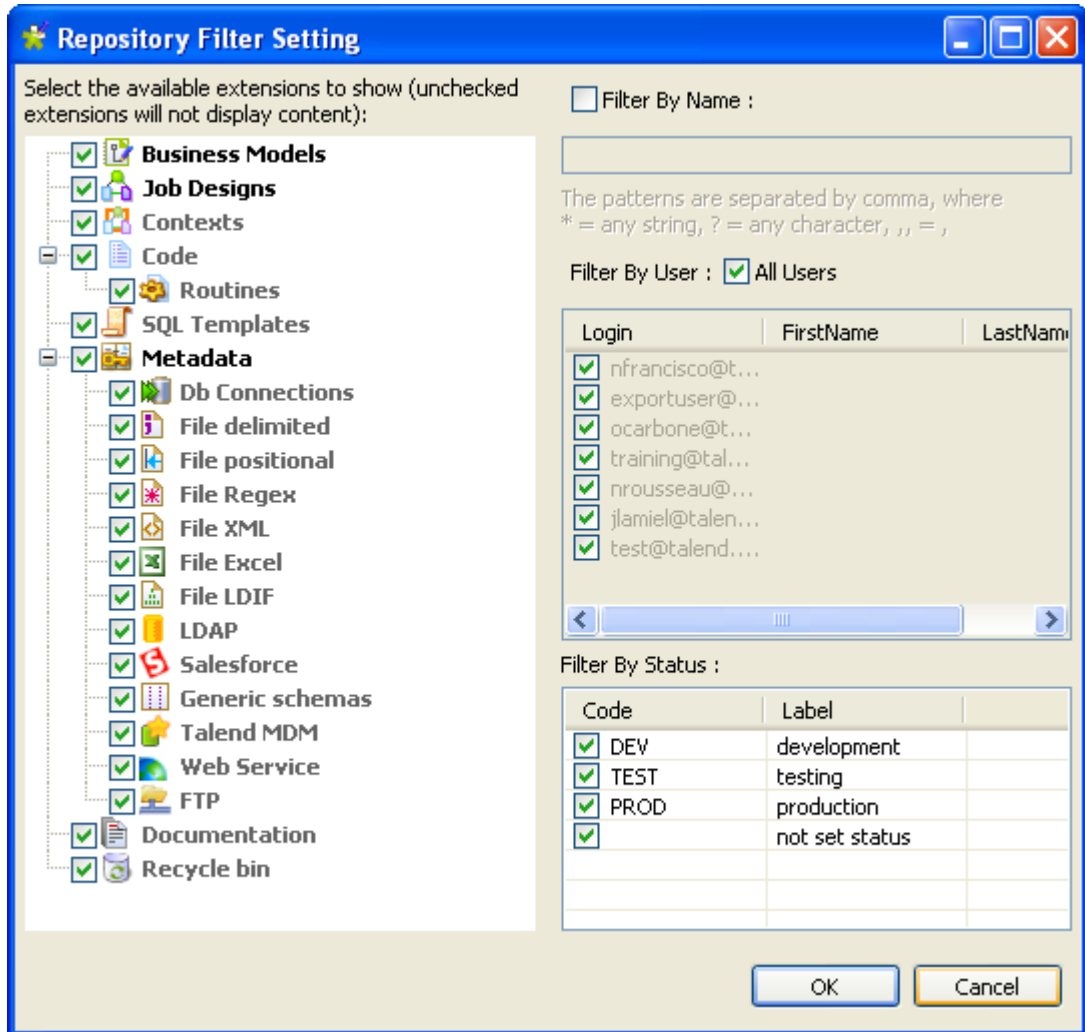 Repository Filter Setting
Select the available extensions to show (unchecked
extensions will not display content):
Business Models
Job Designs
Contexts
Code
Routines
SQL Templates
Metadata
Db Connections
File delimited
File positional
File Regex
File XML
File Excel
File LDIF
LDAP
Salesforce
Generic schemas
Talend MDM
Web Service
FTP
Documentation
Recycle bin
Filter By Name :
The patterns are separated by comma, where
* = any string, ? = any character, ,, = ,
Filter By User : All Users
Login FirstName LastNam
nfrancisco@t...
exportuser@...
ocarbone@t...
training@tal...
nrousseau@...
jlamiel@talen...
test@talend....
Filter By Status :
Code Label
DEV development
TEST testing
PROD production
not set status
OK Cancel